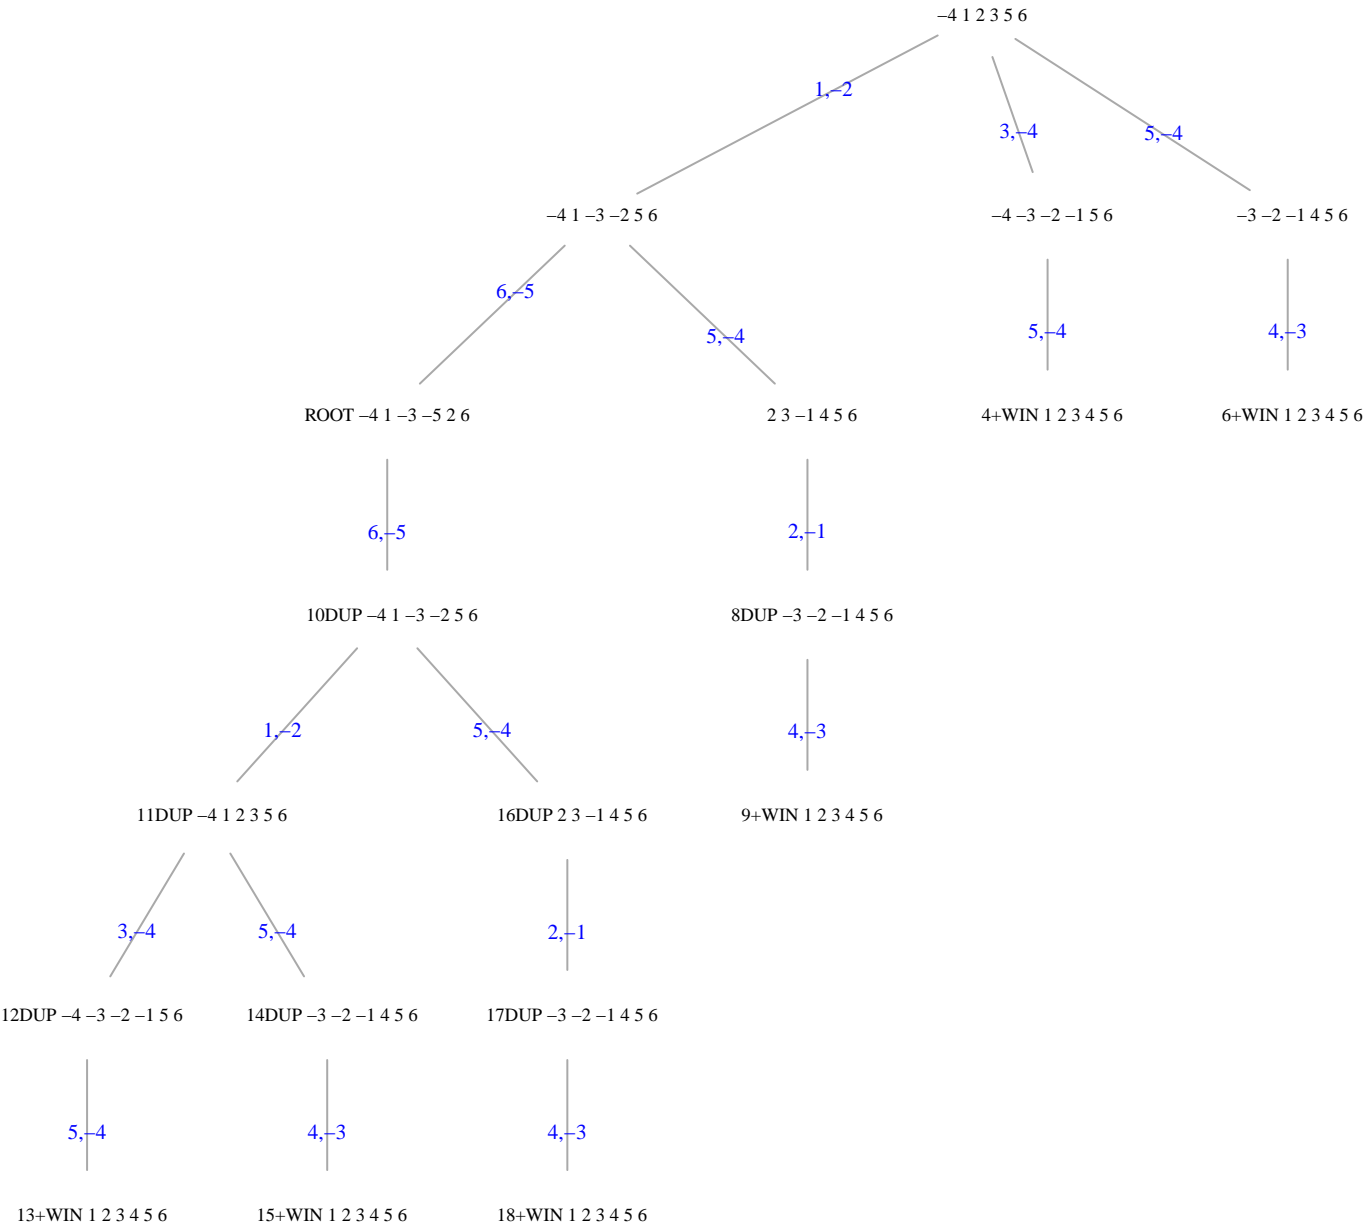 –4 1 2 3 5 6
1,–2
3,–4
5,–4
–4 1 –3 –2 5 6
–4 –3 –2 –1 5 6
–3 –2 –1 4 5 6
6,–5
5,–4
5,–4
4,–3
ROOT –4 1 –3 –5 2 6
2 3 –1 4 5 6
4+WIN 1 2 3 4 5 6
6+WIN 1 2 3 4 5 6
6,–5
2,–1
10DUP –4 1 –3 –2 5 6
8DUP –3 –2 –1 4 5 6
1,–2
5,–4
4,–3
11DUP –4 1 2 3 5 6
16DUP 2 3 –1 4 5 6
9+WIN 1 2 3 4 5 6
3,–4
5,–4
2,–1
12DUP –4 –3 –2 –1 5 6
14DUP –3 –2 –1 4 5 6
17DUP –3 –2 –1 4 5 6
5,–4
4,–3
4,–3
13+WIN 1 2 3 4 5 6
15+WIN 1 2 3 4 5 6
18+WIN 1 2 3 4 5 6